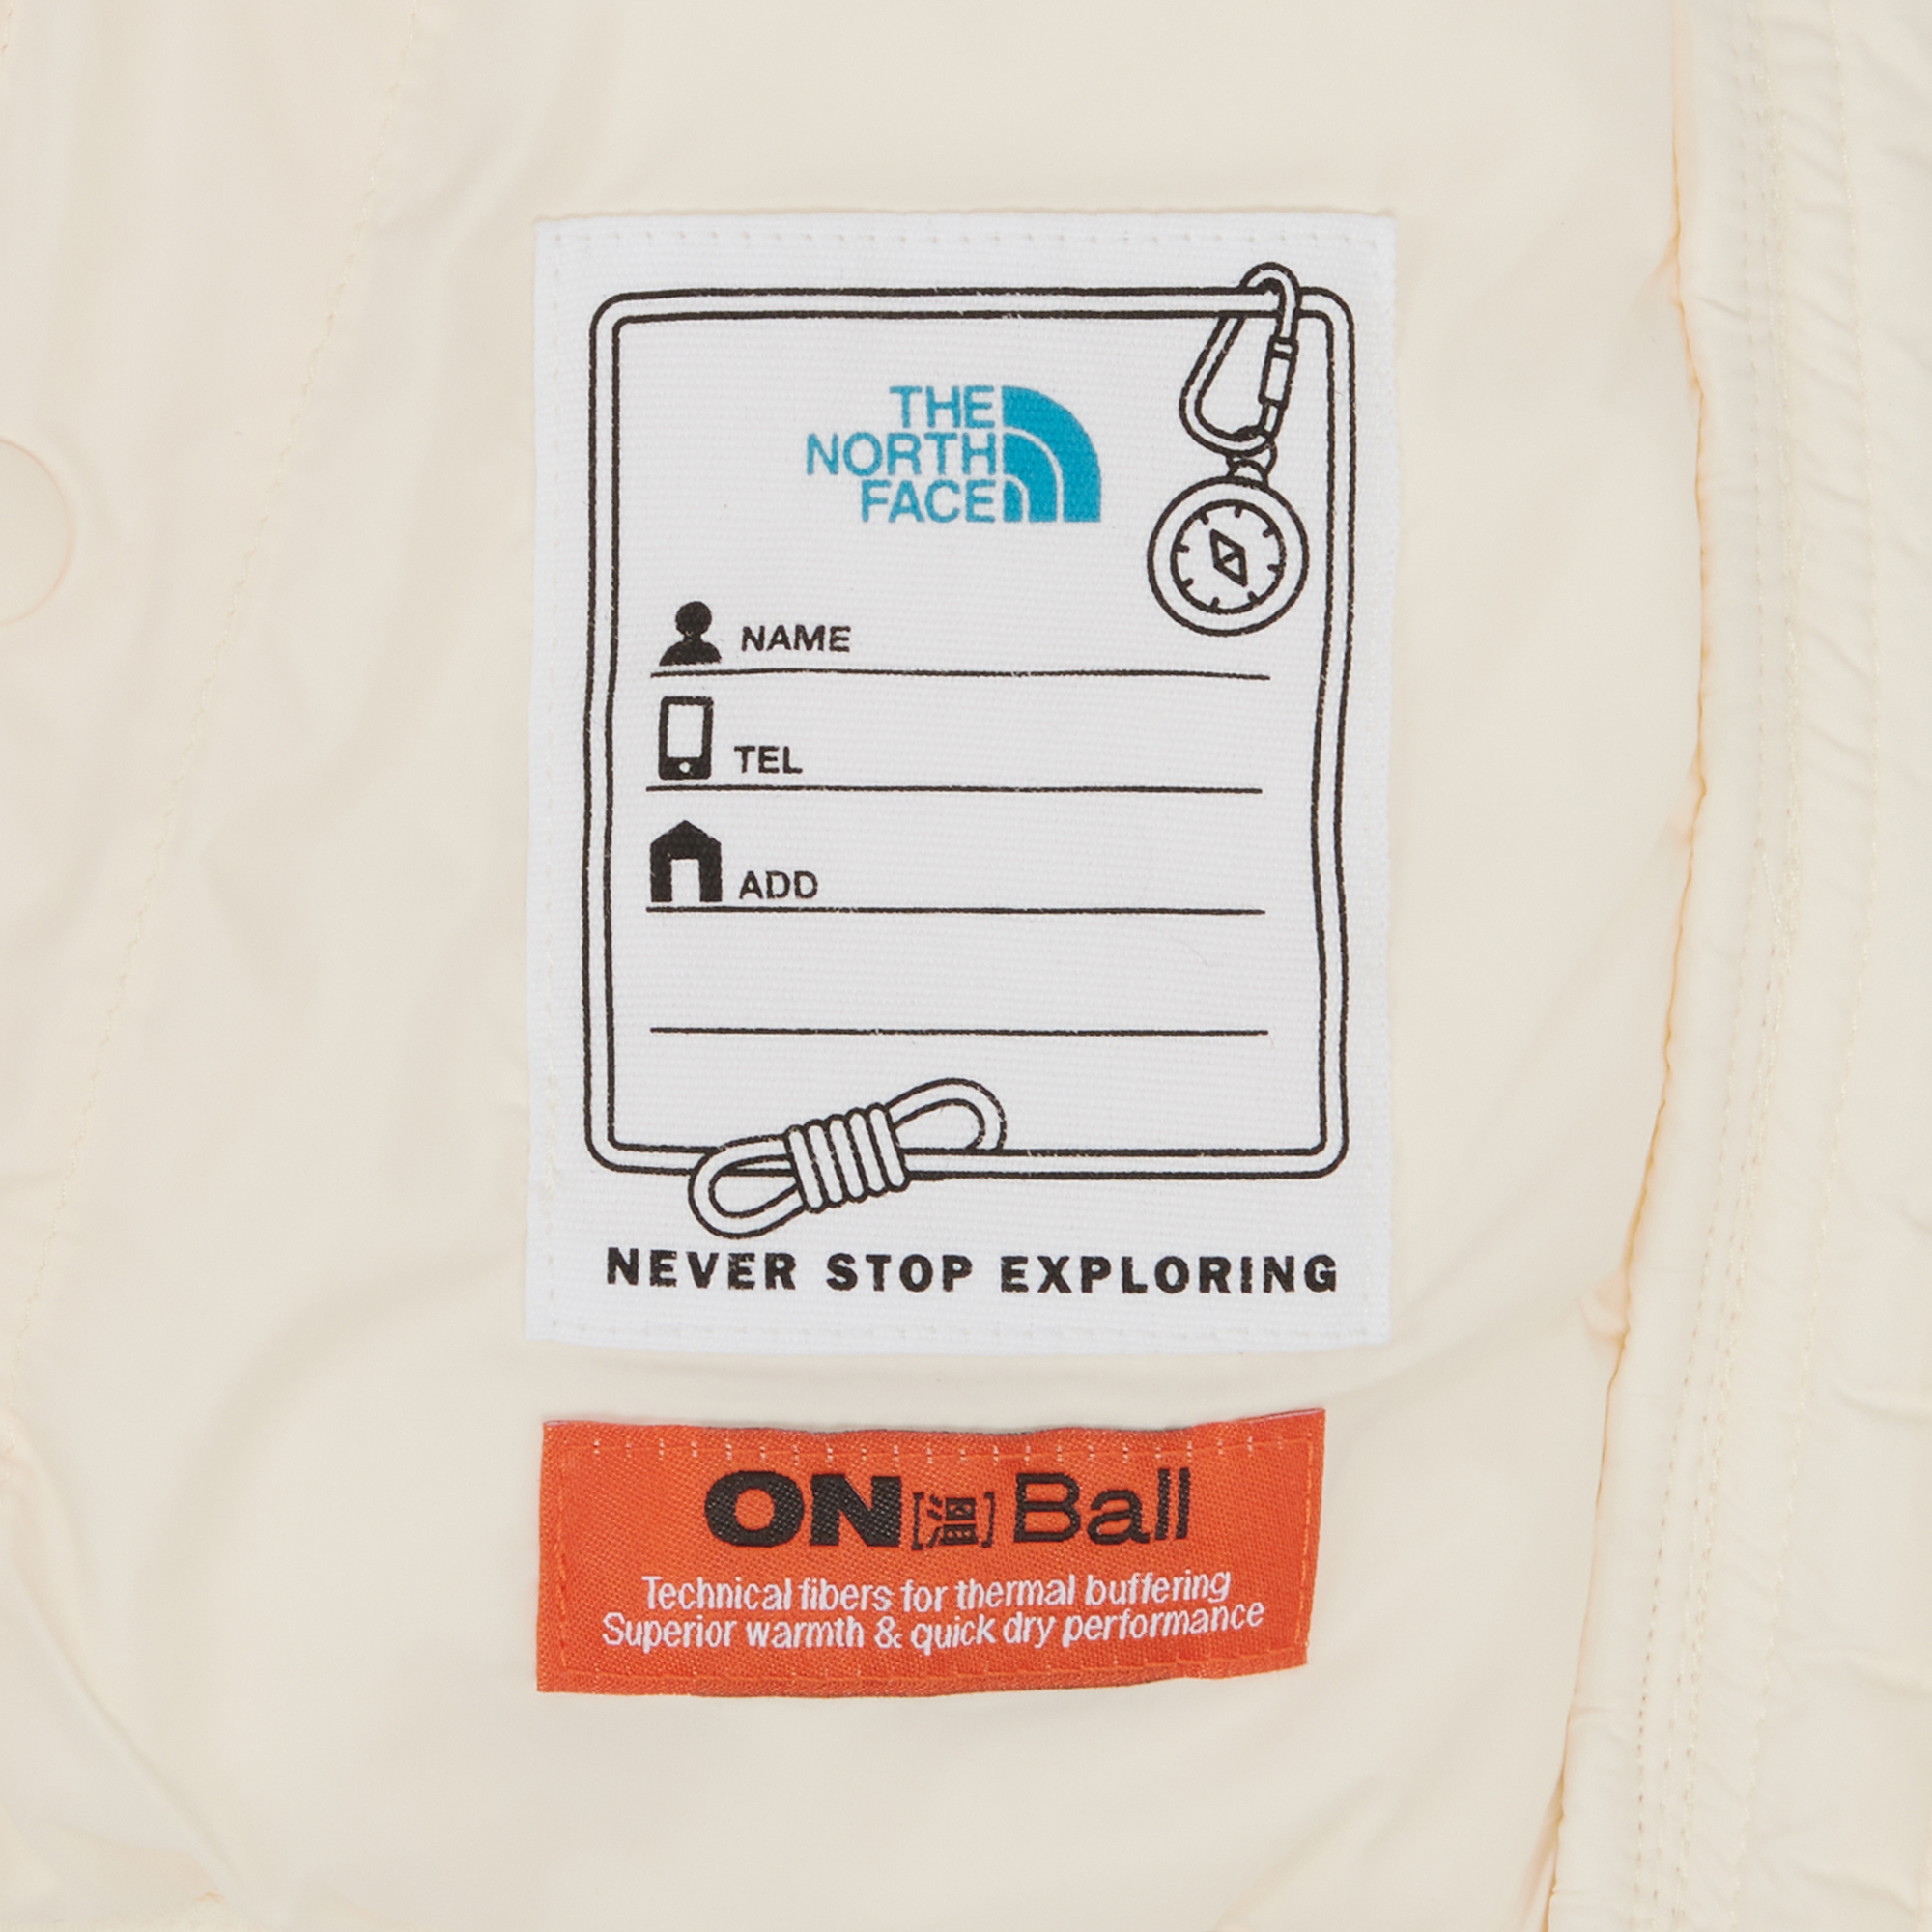 THE
NORTH
FACE
NAME
TEL
ADD
NEVER STOP EXPLORING
ON[溫]Ball
Technical fibers for thermal buffering
Superior warmth & quick dry performance